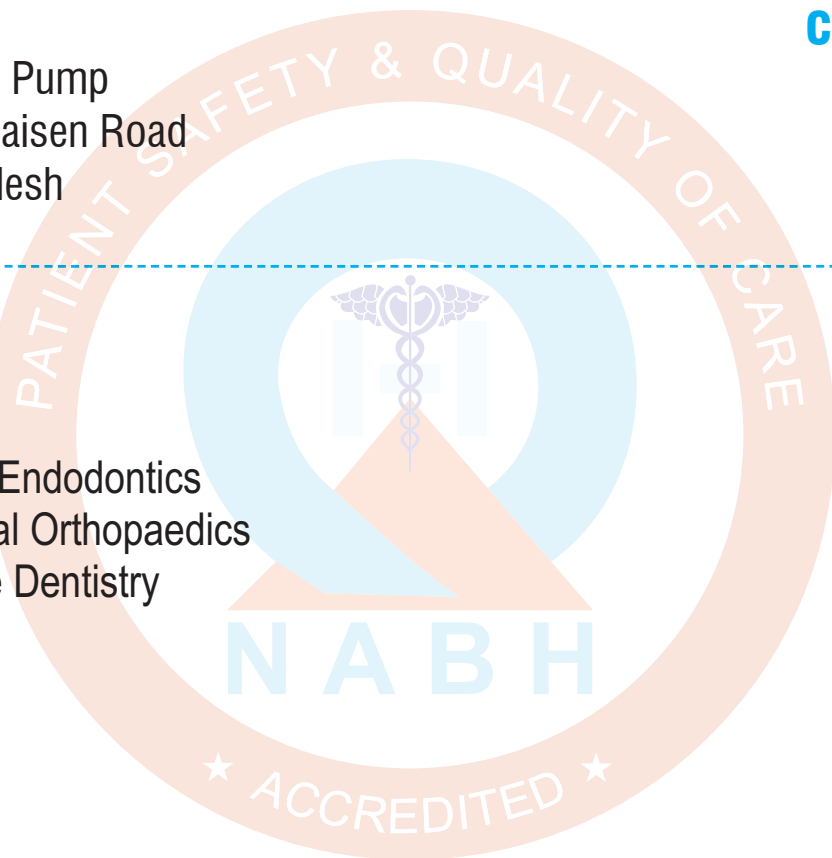 C
PATIENT SAFETY & QUALITY OF CARE
Pump
aisen Road
lesh
Endodontics
al Orthopaedics
e Dentistry
NABH
★ ACCREDITED ★